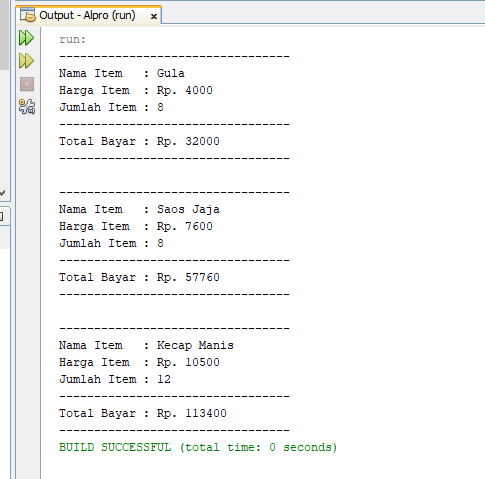 Output - Alpro (run)
run:
---------------------------------
Nama Item   : Gula
Harga Item  : Rp. 4000
Jumlah Item : 8
---------------------------------
Total Bayar : Rp. 32000
---------------------------------
---------------------------------
Nama Item   : Saos Jaja
Harga Item  : Rp. 7600
Jumlah Item : 8
---------------------------------
Total Bayar : Rp. 57760
---------------------------------
---------------------------------
Nama Item   : Kecap Manis
Harga Item  : Rp. 10500
Jumlah Item : 12
---------------------------------
Total Bayar : Rp. 113400
---------------------------------
BUILD SUCCESSFUL (total time: 0 seconds)